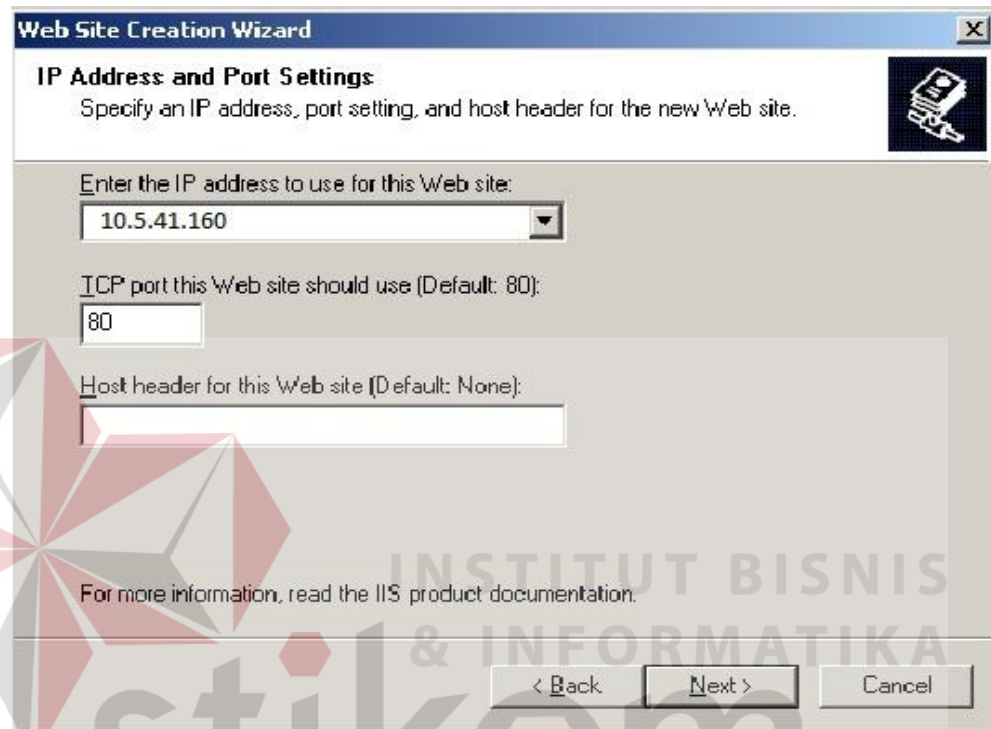 Web Site Creation Wizard
IP Address and Port Settings
Specify an IP address, port setting, and host header for the new Web site.
Enter the IP address to use for this Web site:
10.5.41.160
TCP port this Web site should use (Default: 80):
80
Host header for this Web site (Default: None):
INSTITUT BISNIS
For more information, read the IIS product documentation.
& INFORMATIKA
< Back
Next >
Cancel
stikom